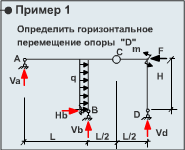 Пример 1
Определить горизонтальное
перемещение опоры "D"
A
C
m
F
Va
q
H
Hb
B
D
Vb
Vd
L
L/2
L/2